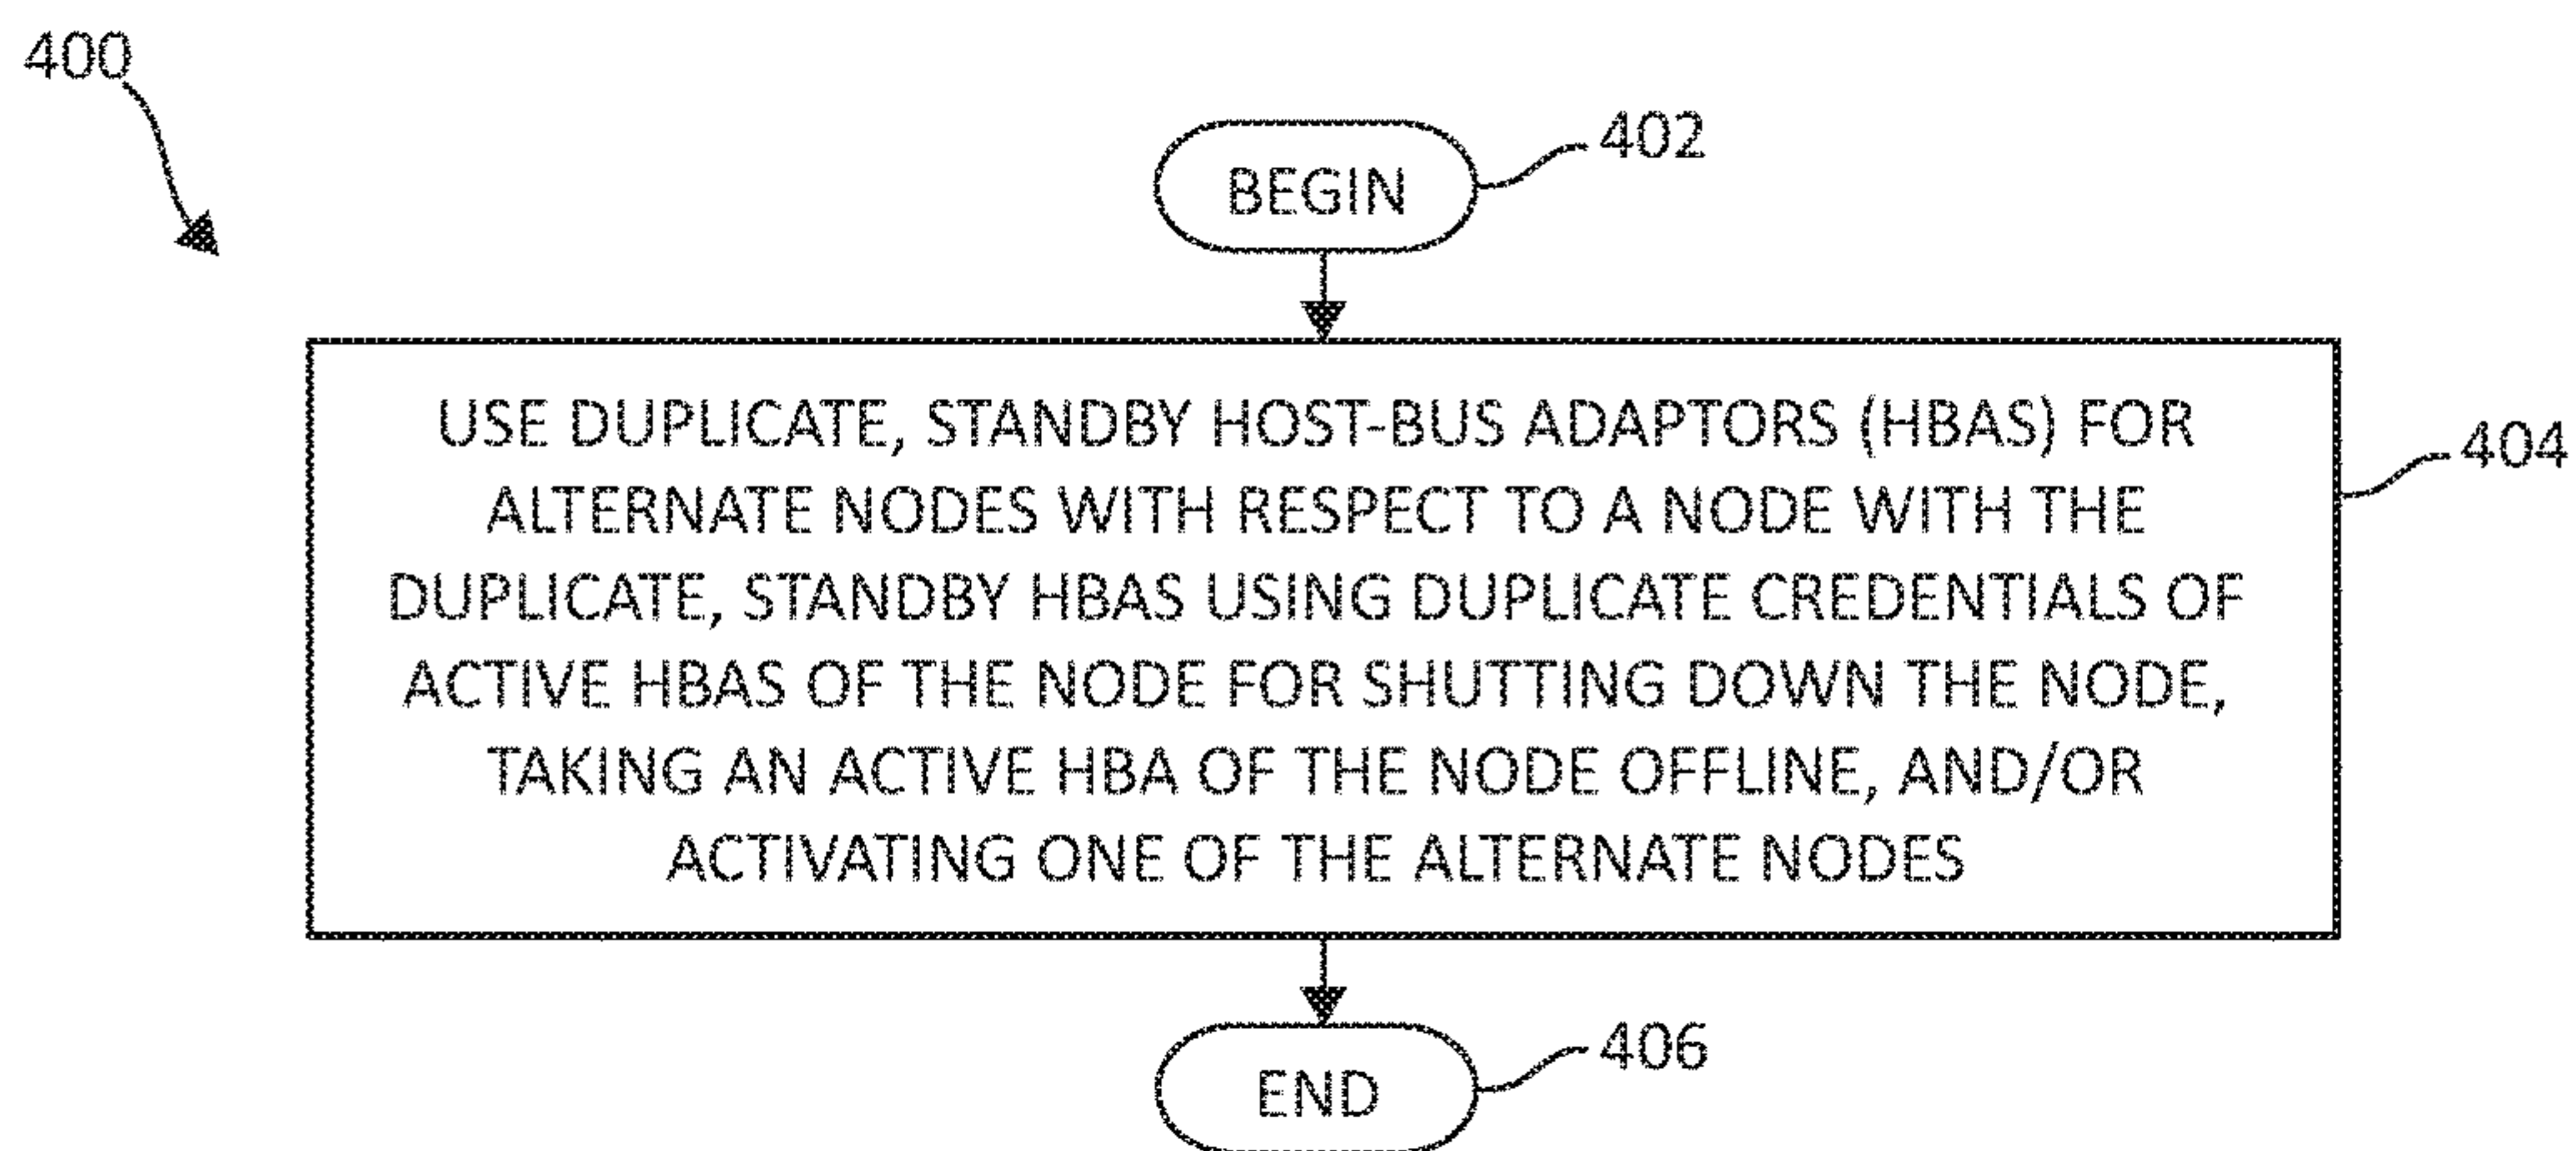 400
BEGIN
402
USE DUPLICATE, STANDBY HOST-BUS ADAPTORS (HBAS) FOR
ALTERNATE NODES WITH RESPECT TO A NODE WITH THE
DUPLICATE, STANDBY HBAS USING DUPLICATE CREDENTIALS OF
ACTIVE HBAS OF THE NODE FOR SHUTTING DOWN THE NODE,
TAKING AN ACTIVE HBA OF THE NODE OFFLINE, AND/OR
ACTIVATING ONE OF THE ALTERNATE NODES
404
END
406